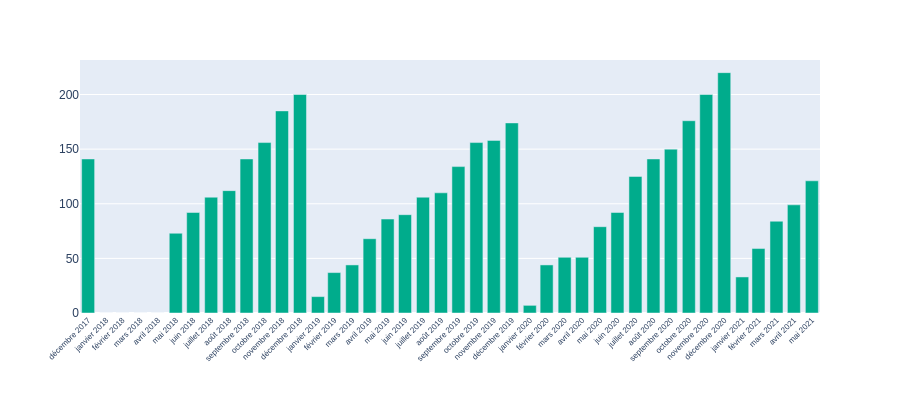 200
150
100
50
0
décembre 2017
janvier 2018
février 2018
mars 2018
avril 2018
mai 2018
juin 2018
juillet 2018
août 2018
septembre 2018
octobre 2018
novembre 2018
décembre 2018
janvier 2019
février 2019
mars 2019
avril 2019
mai 2019
juin 2019
juillet 2019
août 2019
septembre 2019
octobre 2019
novembre 2019
décembre 2019
janvier 2020
février 2020
mars 2020
avril 2020
mai 2020
juin 2020
juillet 2020
août 2020
septembre 2020
octobre 2020
novembre 2020
décembre 2020
janvier 2021
février 2021
mars 2021
avril 2021
mai 2021